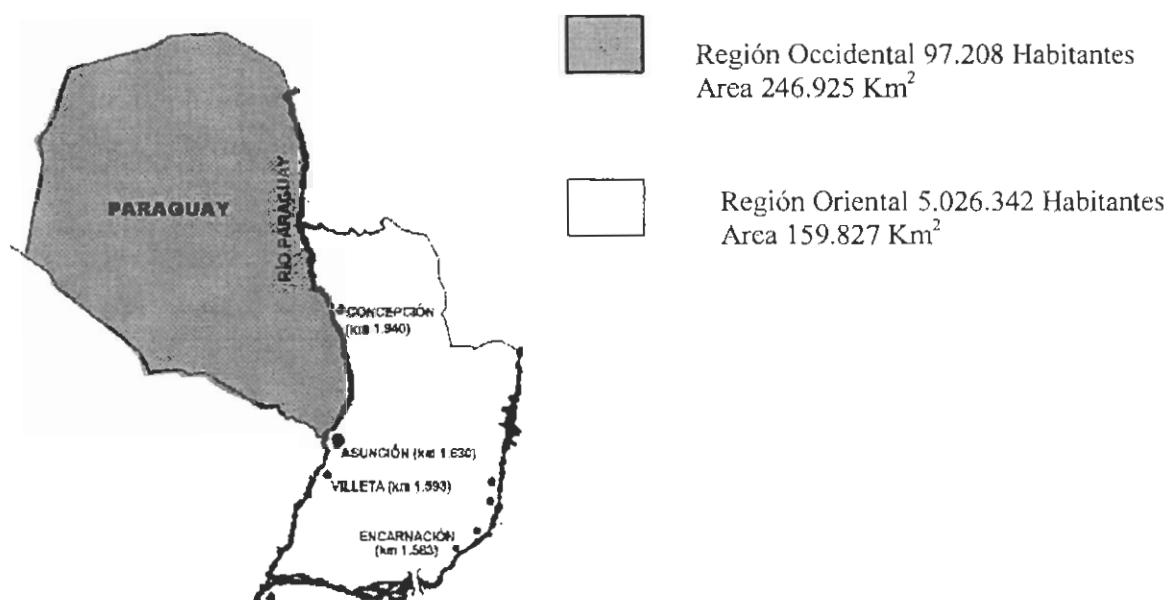 Región Occidental 97.208 Habitantes
Area 246.925 Km²
Región Oriental 5.026.342 Habitantes
Area 159.827 Km²
PARAGUAY
RÍO PARAGUAY
CONCEPCIÓN
(km 1.940)
ASUNCIÓN (km 1.630)
VILLETA (km 1.593)
ENCARNACIÓN
(km 1.583)